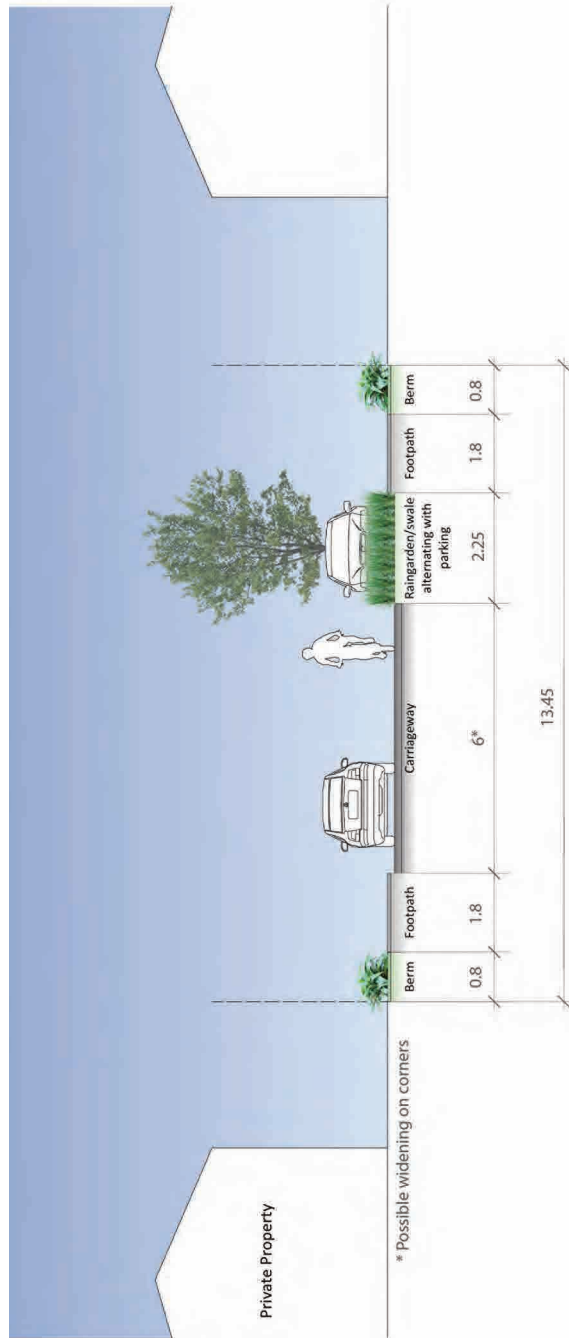 Private Property
Berm
Footpath
Carriageway
Raingarden/swale
alternating with
parking
Footpath
Berm
0.8
1.8
6*
2.25
1.8
0.8
13.45
* Possible widening on corners